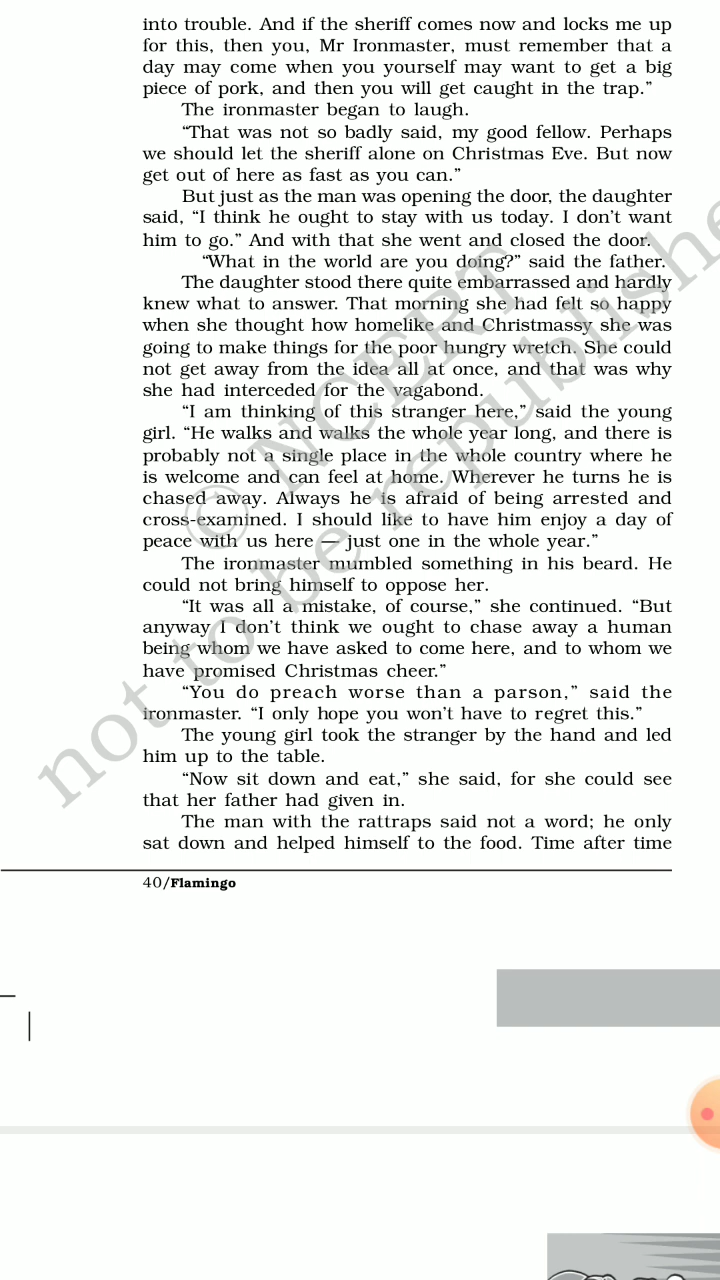 into trouble. And if the sheriff comes now and locks me up
for this, then you, Mr Ironmaster, must remember that a
day may come when you yourself may want to get a big
piece of pork, and then you will get caught in the trap.”
The ironmaster began to laugh.
“That was not so badly said, my good fellow. Perhaps
we should let the sheriff alone on Christmas Eve. But now
get out of here as fast as you can.”
But just as the man was opening the door, the daughter
said, “I think he ought to stay with us today. I don’t want
him to go.” And with that she went and closed the door.
“What in the world are you doing?” said the father.
The daughter stood there quite embarrassed and hardly
knew what to answer. That morning she had felt so happy
when she thought how homelike and Christmassy she was
going to make things for the poor hungry wretch. She could
not get away from the idea all at once, and that was why
she had interceded for the vagabond.
“I am thinking of this stranger here,” said the young
girl. “He walks and walks the whole year long, and there is
probably not a single place in the whole country where he
is welcome and can feel at home. Wherever he turns he is
chased away. Always he is afraid of being arrested and
cross-examined. I should like to have him enjoy a day of
peace with us here — just one in the whole year.”
The ironmaster mumbled something in his beard. He
could not bring himself to oppose her.
“It was all a mistake, of course,” she continued. “But
anyway I don’t think we ought to chase away a human
being whom we have asked to come here, and to whom we
have promised Christmas cheer.”
“You do preach worse than a parson,” said the
ironmaster. “I only hope you won’t have to regret this.”
The young girl took the stranger by the hand and led
him up to the table.
“Now sit down and eat,” she said, for she could see
that her father had given in.
The man with the rattraps said not a word; he only
sat down and helped himself to the food. Time after time
40/Flamingo
© NCERT
not to be republishe